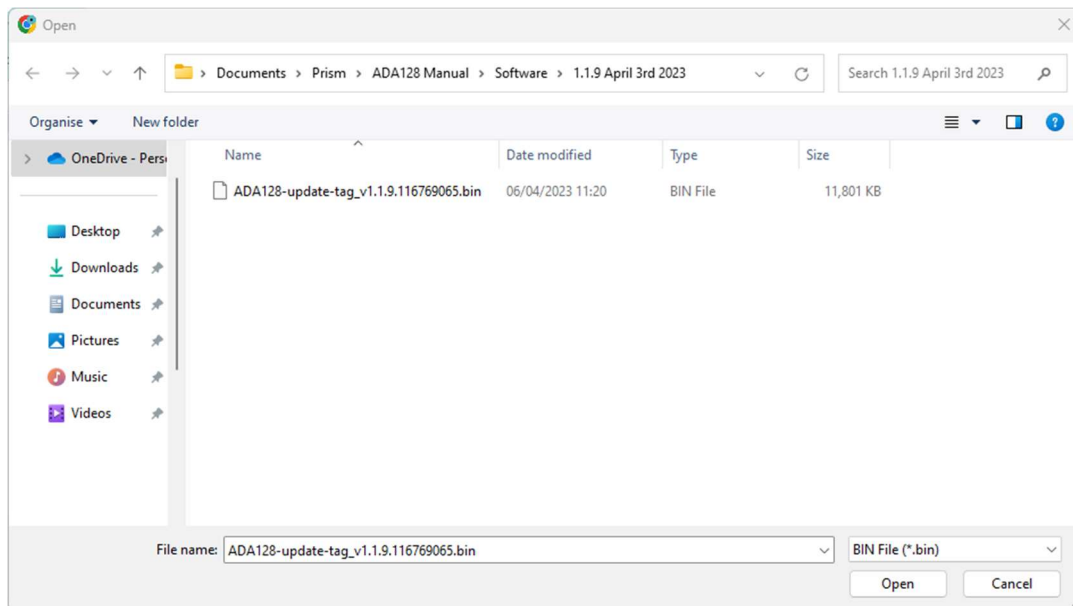 Open
Documents > Prism > ADA128 Manual > Software > 1.1.9 April 3rd 2023
Search 1.1.9 April 3rd 2023
Organise
New folder
OneDrive - Pers
Name
Date modified
Type
Size
ADA128-update-tag_v1.1.9.116769065.bin
06/04/2023 11:20
BIN File
11,801 KB
Desktop
Downloads
Documents
Pictures
Music
Videos
File name: ADA128-update-tag_v1.1.9.116769065.bin
BIN File (*.bin)
Open
Cancel